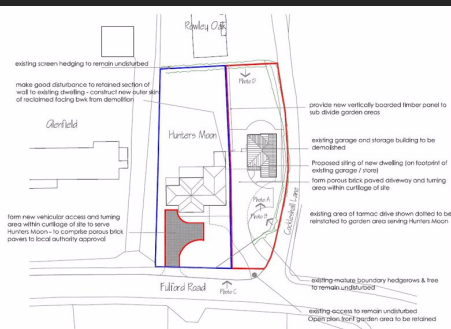 Rowley Oak
existing screen hedging to remain undisturbed
Photo D
make good disturbance to retained section of
wall to existing dwelling - construct new outer skin
of reclaimed facing bwk from demolition
provide new vertically boarded timber panel to
sub divide garden areas
Glenfield
Hunters Moon
existing garage and storage building to be
demolished
Proposed siting of new dwelling (on footprint of
existing garage / store)
form porous brick paved driveway and turning
area within curtilage of site
Photo A
Photo B
form new vehicular access and turning
area within curtilage of site to serve
Hunters Moon - to complete porous brick
pavers to local authority approval
existing area of tarmac drive shown dotted to be
reinstated to garden area serving Hunters Moon
Lane
existing mature boundary hedgerows & tree
to remain undisturbed
Fulford Road
Photo C
existing access to remain undisturbed
Open plan front garden area to be retained